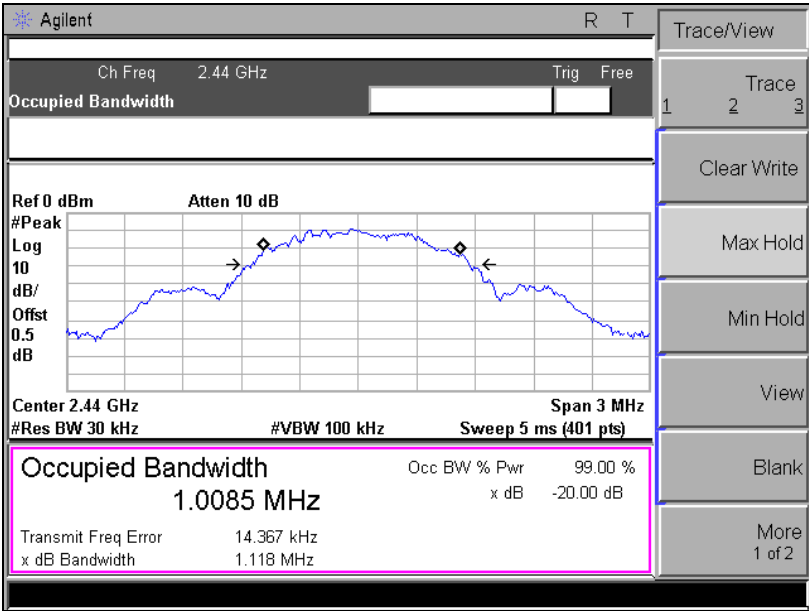 Agilent R T
Trace/View
Ch Freq 2.44 GHz Trig Free
Occupied Bandwidth
Trace
1 2 3
Clear Write
Ref 0 dBm Atten 10 dB
#Peak
Log
10
dB/
Offst
0.5
dB
Max Hold
Min Hold
View
Center 2.44 GHz Span 3 MHz
#Res BW 30 kHz #VBW 100 kHz Sweep 5 ms (401 pts)
Occupied Bandwidth Occ BW % Pwr 99.00 %
1.0085 MHz x dB -20.00 dB
Transmit Freq Error 14.367 kHz
x dB Bandwidth 1.118 MHz
Blank
More
1 of 2